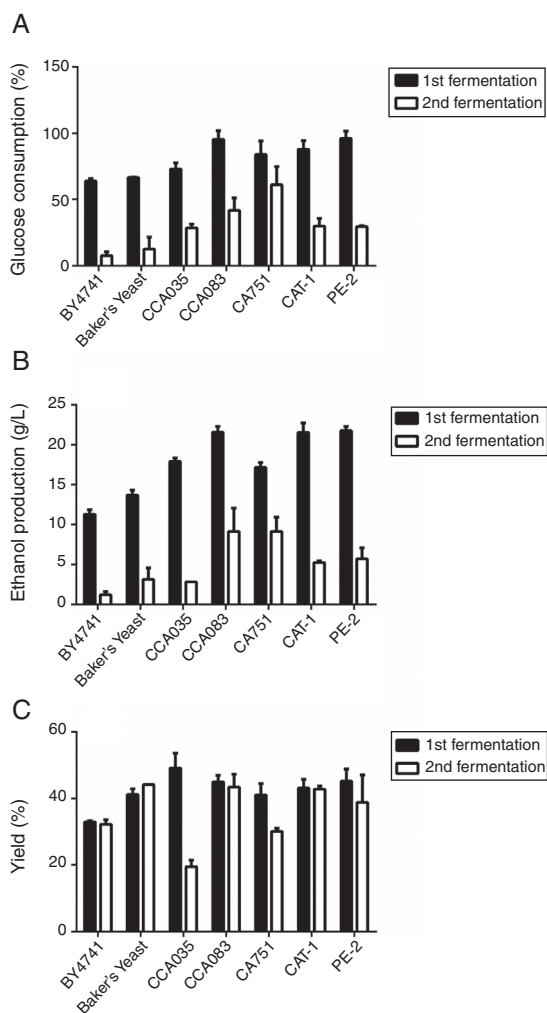 A
Glucose consumption (%)
150
100
50
0
BY4741
Baker's Yeast
CCA035
CCA083
CA751
CAT-1
PE-2
1st fermentation
2nd fermentation
B
Ethanol production (g/L)
25
20
15
10
5
0
BY4741
Baker's Yeast
CCA035
CCA083
CA751
CAT-1
PE-2
1st fermentation
2nd fermentation
C
Yield (%)
60
40
20
0
BY4741
Baker's Yeast
CCA035
CCA083
CA751
CAT-1
PE-2
1st fermentation
2nd fermentation